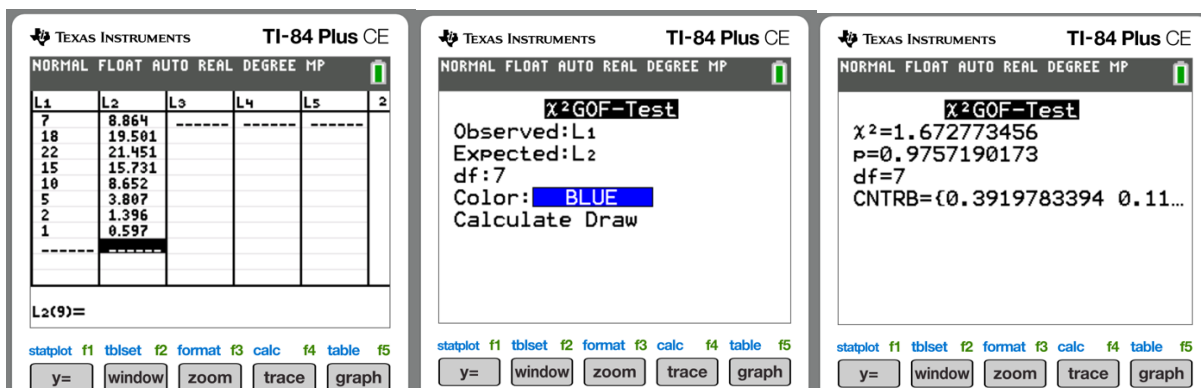 TEXAS INSTRUMENTS TI-84 Plus CE
NORMAL FLOAT AUTO REAL DEGREE MP
L1 L2 L3 L4 L5 2
7 8.864 ------ ------ ------
18 19.501
22 21.451
15 15.731
10 8.652
5 3.807
2 1.396
1 0.597
------ ------
L2(9)=
statplot f1 tblset f2 format f3 calc f4 table f5
y= window zoom trace graph
TEXAS INSTRUMENTS TI-84 Plus CE
NORMAL FLOAT AUTO REAL DEGREE MP
χ²GOF-Test
Observed:L1
Expected:L2
df:7
Color: BLUE
Calculate Draw
statplot f1 tblset f2 format f3 calc f4 table f5
y= window zoom trace graph
TEXAS INSTRUMENTS TI-84 Plus CE
NORMAL FLOAT AUTO REAL DEGREE MP
χ²GOF-Test
χ²=1.672773456
p=0.9757190173
df=7
CNTRB={0.3919783394 0.11…
statplot f1 tblset f2 format f3 calc f4 table f5
y= window zoom trace graph